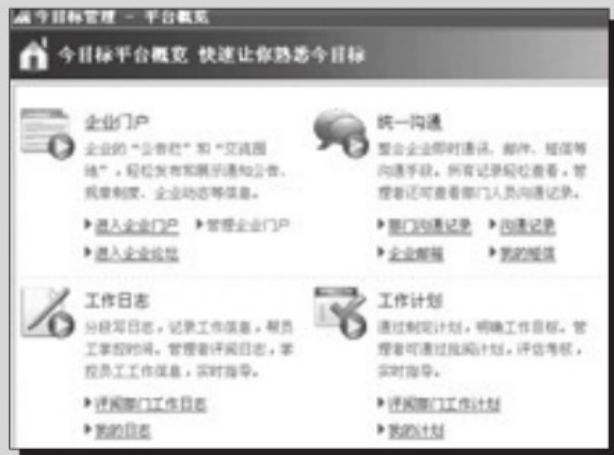 今目标管理 - 平台概览
今目标平台概览 快速让你熟悉今目标
企业门户
企业的“公告栏”和“交流园
地”，轻松发布和展示通知公告、
规章制度、企业动态等信息。
进入企业门户 管理企业门户
进入企业论坛
统一沟通
整合企业即时通讯、邮件、短信等
沟通手段。所有记录轻松查看，管
理者还可查看部门人员沟通记录。
部门沟通记录 沟通记录
企业邮箱 我的短信
工作日志
分段写日志，记录工作信息，帮员
工掌控时间。管理者评阅日志，掌
控员工工作信息，实时指导。
评阅部门工作日志
我的日志
工作计划
通过制定计划，明确工作目标。管
理者可通过批阅计划，评估考核，
实时指导。
评阅部门工作计划
我的计划